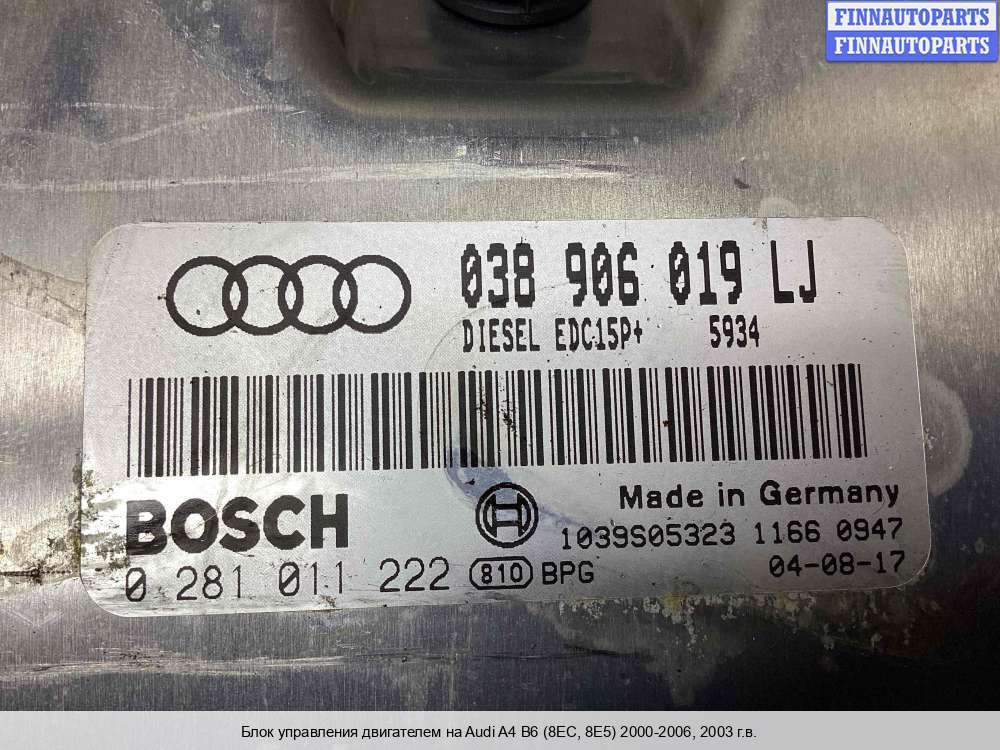 FINNAUTOPARTS
FINNAUTOPARTS
038 906 019 LJ
DIESEL EDC15P+ 5934
BOSCH
Made in Germany
1039S05323 1166 0947
0 281 011 222 810 BPG
04-08-17
Блок управления двигателем на Audi A4 B6 (8EC, 8E5) 2000-2006, 2003 г.в.